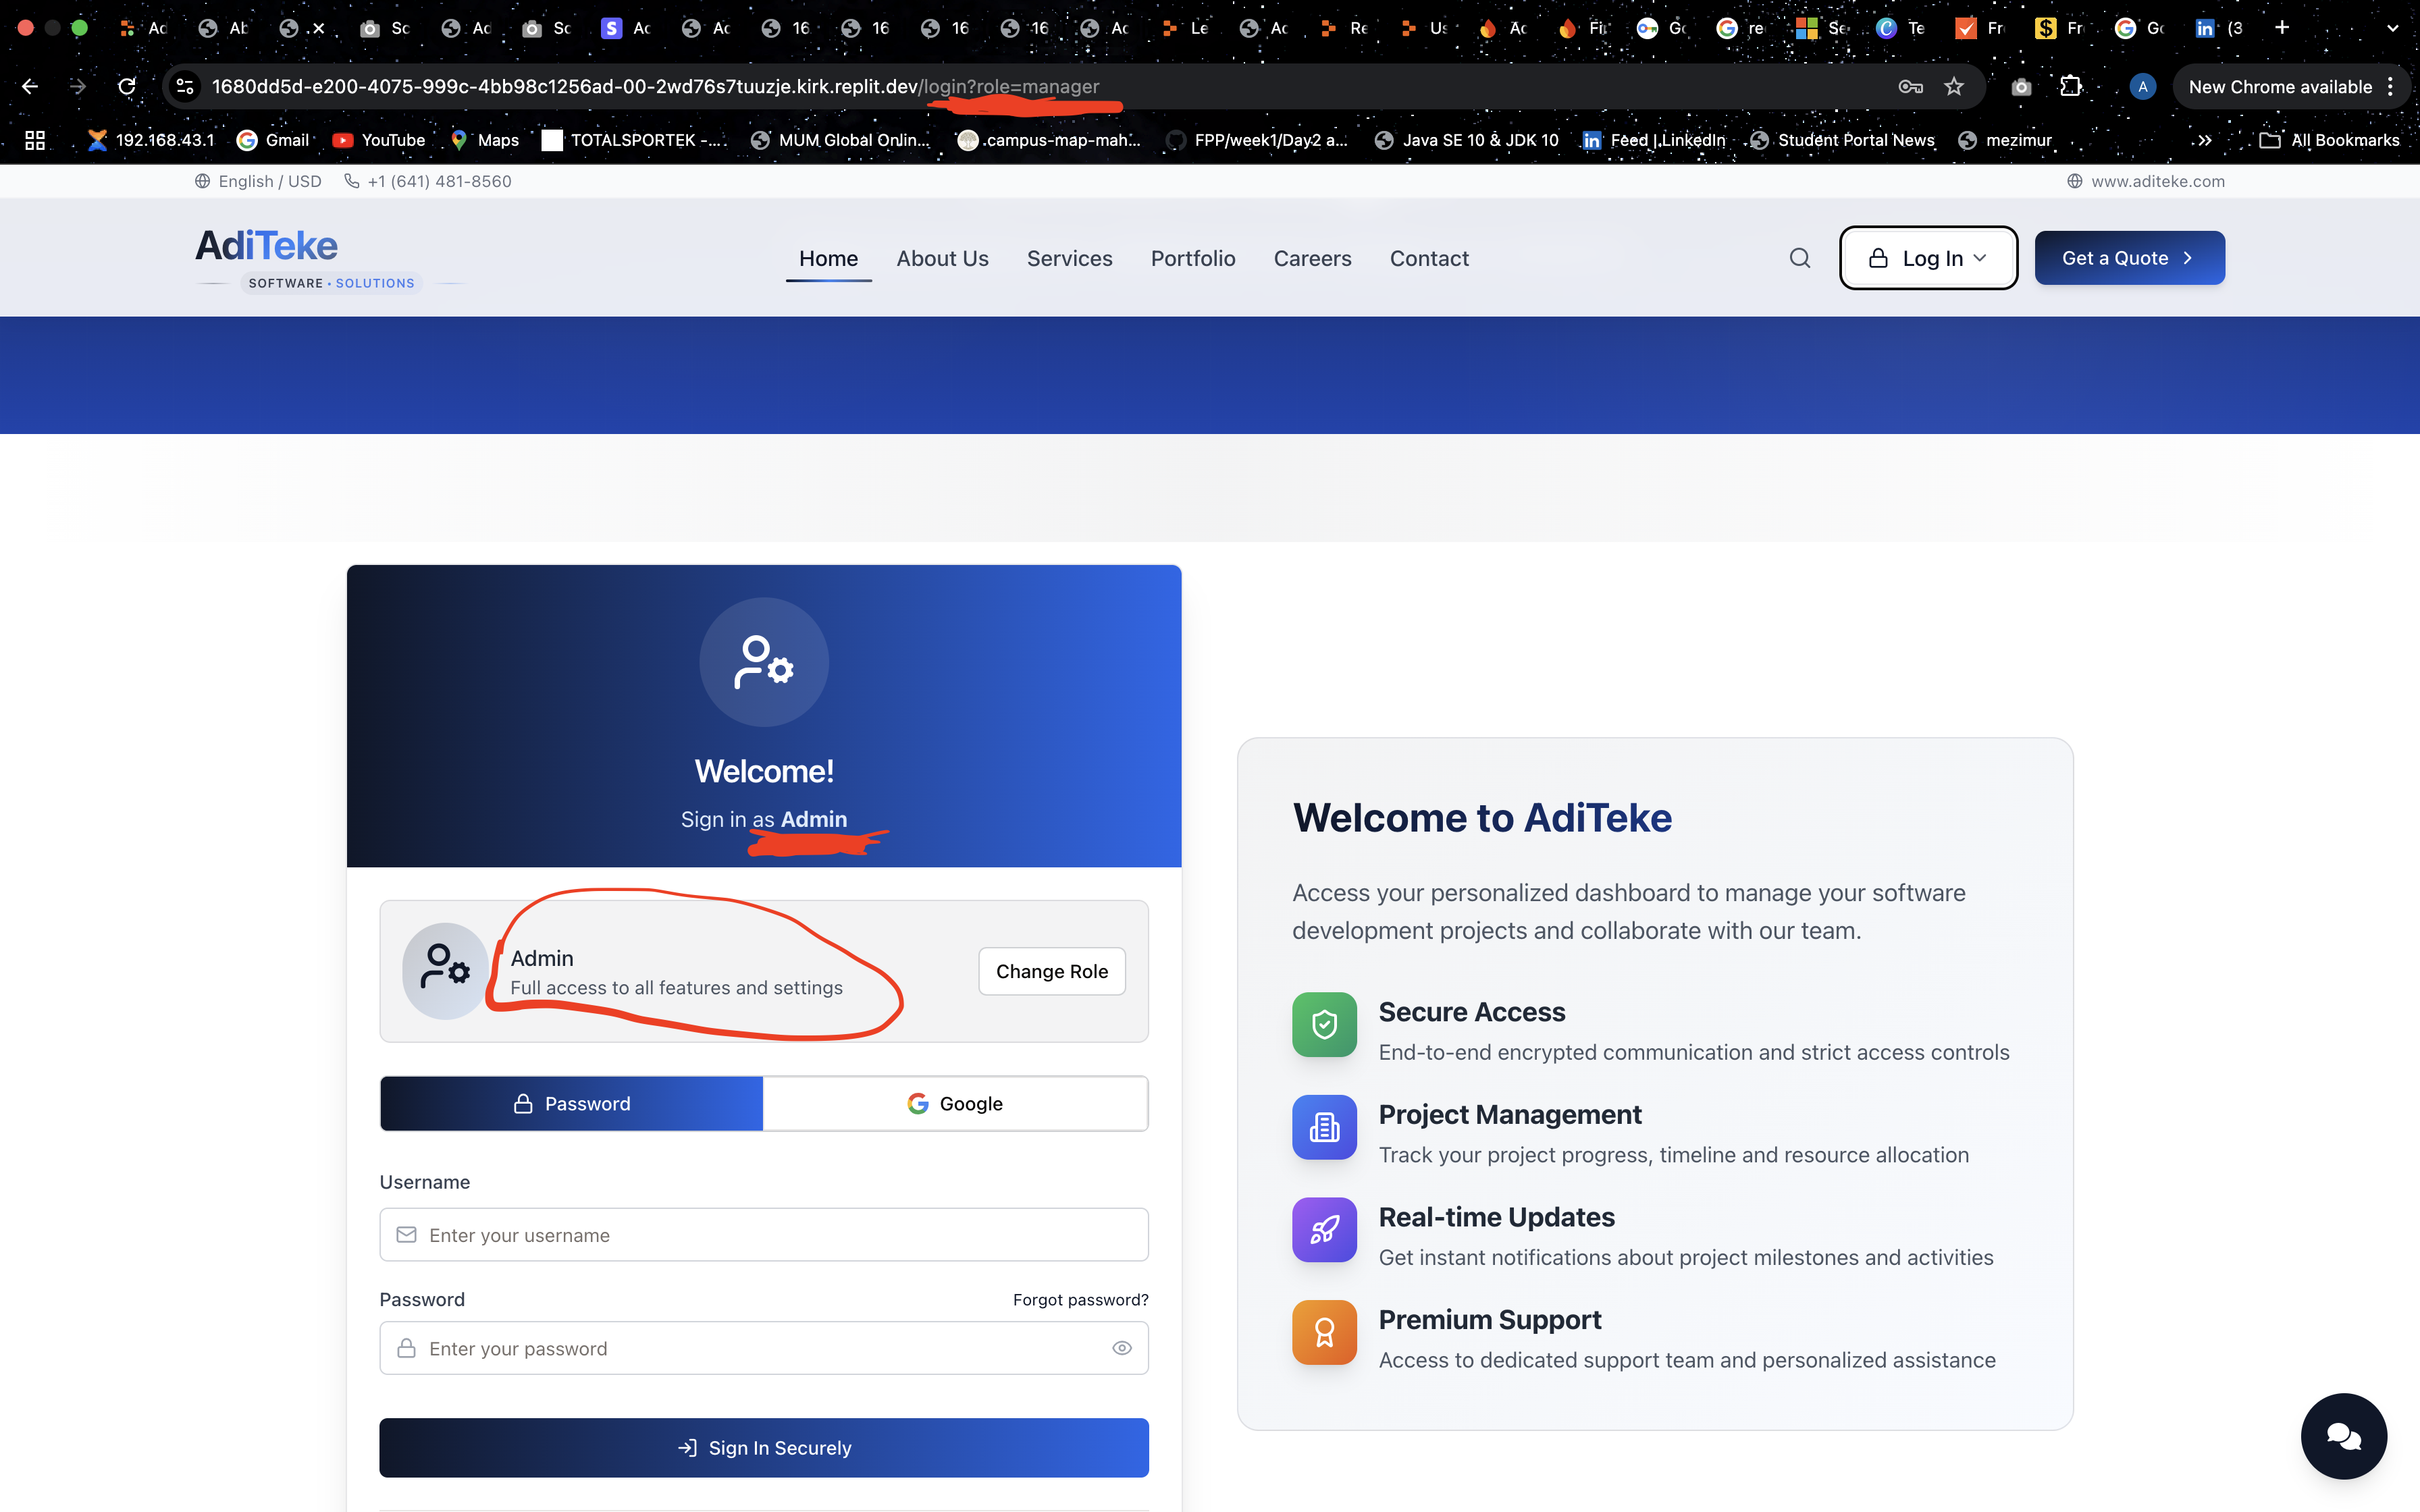 Ac
Ab
Sc
Ac
Sc
Ac
Ac
16
16
16
16
Ac
Le
Ac
Re
Us
Ac
Fi
Go
re
Se
Te
Fr
Fr
Go
(3
1680dd5d-e200-4075-999c-4bb98c1256ad-00-2wd76s7tuuzje.kirk.replit.dev/login?role=manager
A
New Chrome available
192.168.43.1
Gmail
YouTube
Maps
TOTALSPORTEK -...
MUM Global Onlin...
campus-map-mah...
FPP/week1/Day2 a...
Java SE 10 & JDK 10
Feed | LinkedIn
Student Portal News
mezimur
All Bookmarks
English / USD
+1 (641) 481-8560
www.aditeke.com
AdiTeke
SOFTWARE • SOLUTIONS
Home
About Us
Services
Portfolio
Careers
Contact
Log In
Get a Quote
Welcome!
Sign in as Admin
Admin
Full access to all features and settings
Change Role
Password
Google
Username
Enter your username
Password
Forgot password?
Enter your password
Sign In Securely
Welcome to AdiTeke
Access your personalized dashboard to manage your software
development projects and collaborate with our team.
Secure Access
End-to-end encrypted communication and strict access controls
Project Management
Track your project progress, timeline and resource allocation
Real-time Updates
Get instant notifications about project milestones and activities
Premium Support
Access to dedicated support team and personalized assistance